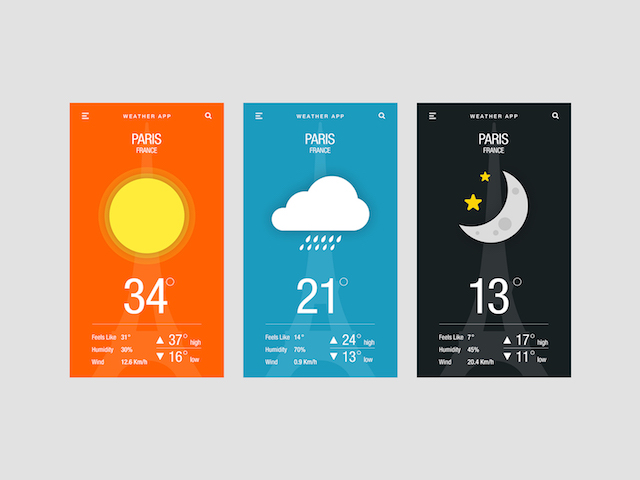 WEATHER APP
PARIS
FRANCE
34°
Feels Like 31°
Humidity 30%
Wind 12.6 Km/h
▲ 37° high
▼ 16° low
WEATHER APP
PARIS
FRANCE
21°
Feels Like 14°
Humidity 70%
Wind 0.9 Km/h
▲ 24° high
▼ 13° low
WEATHER APP
PARIS
FRANCE
13°
Feels Like 7°
Humidity 45%
Wind 20.4 Km/h
▲ 17° high
▼ 11° low